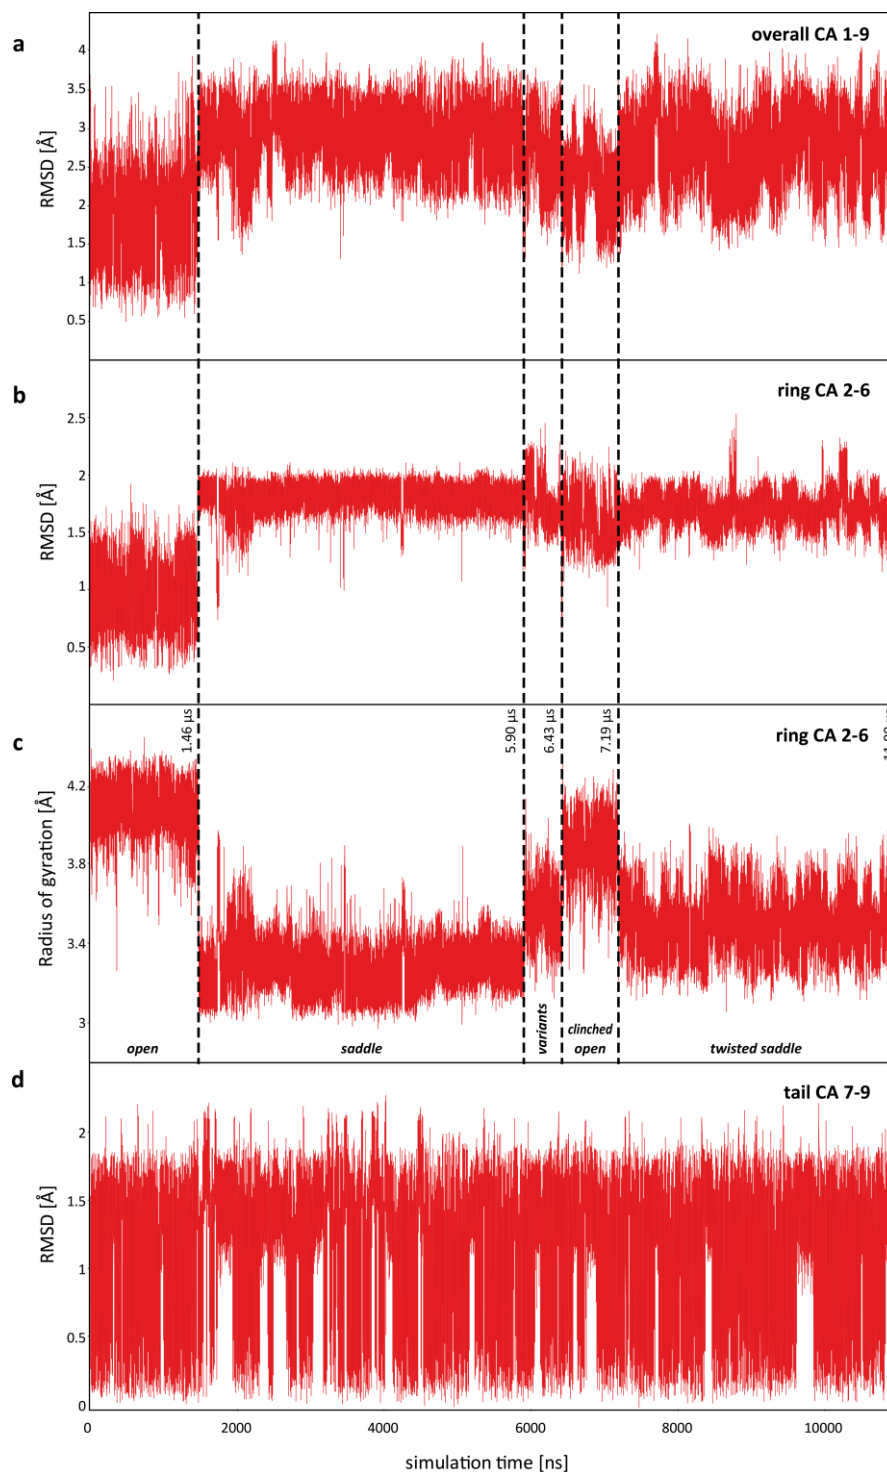 a
overall CA 1-9
4
3.5
3
2.5
2
1.5
1
0.5
RMSD [Å]
b
ring CA 2-6
2.5
2
1.5
1
0.5
RMSD [Å]
c
ring CA 2-6
1.46 µs
5.90 µs
6.43 µs
7.19 µs
4.2
3.8
3.4
3
Radius of gyration [Å]
open
saddle
variants
clinched
open
twisted saddle
d
tail CA 7-9
2
1.5
1
0.5
0
RMSD [Å]
0
2000
4000
6000
8000
10000
simulation time [ns]